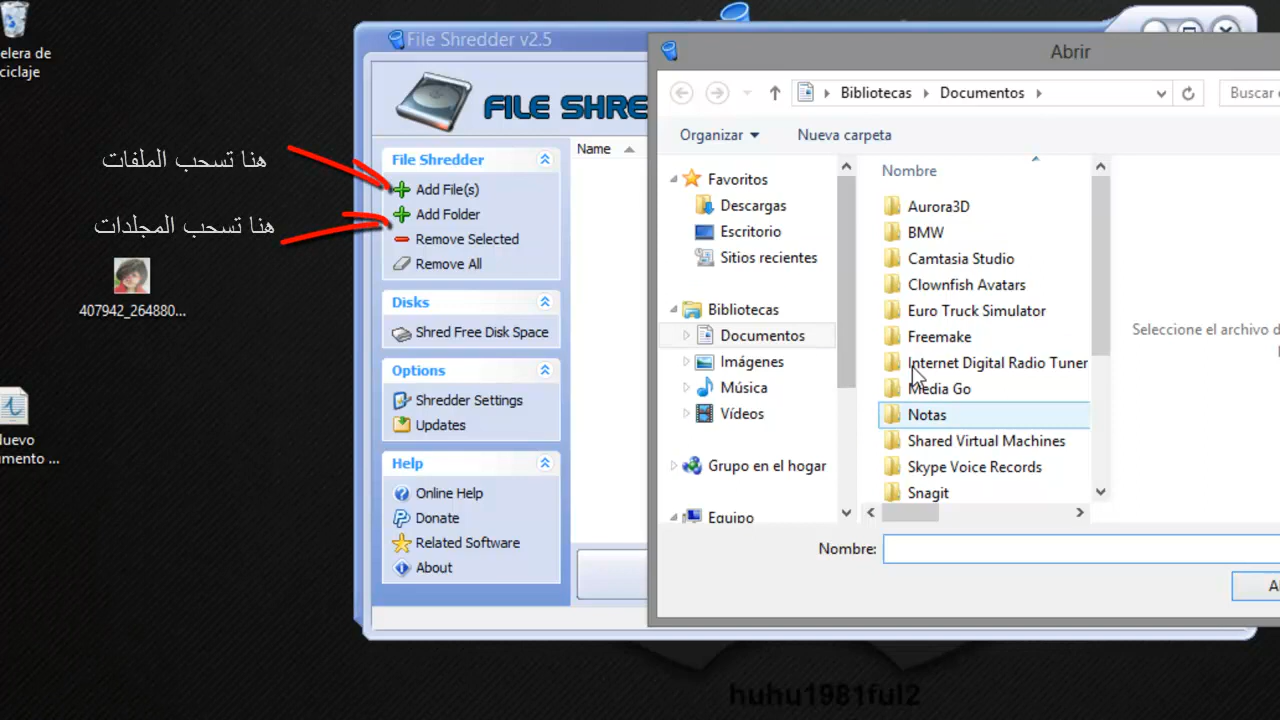 elera de
ciclaje
هنا تسحب الملفات
هنا تسحب المجلدات
407942_264880...
uevo
imento ...
File Shredder v2.5
FILE SHRE
Name
File Shredder
Add File(s)
Add Folder
Remove Selected
Remove All
Disks
Shred Free Disk Space
Options
Shredder Settings
Updates
Help
Online Help
Donate
Related Software
About
Abrir
Bibliotecas
Documentos
Buscar
Organizar
Nueva carpeta
Favoritos
Descargas
Escritorio
Sitios recientes
Bibliotecas
Documentos
Imágenes
Música
Vídeos
Grupo en el hogar
Equipo
Nombre
Aurora3D
BMW
Camtasia Studio
Clownfish Avatars
Euro Truck Simulator
Freemake
Internet Digital Radio Tuner
Media Go
Notas
Shared Virtual Machines
Skype Voice Records
Snagit
Seleccione el archivo d
Nombre:
huhu1981ful2